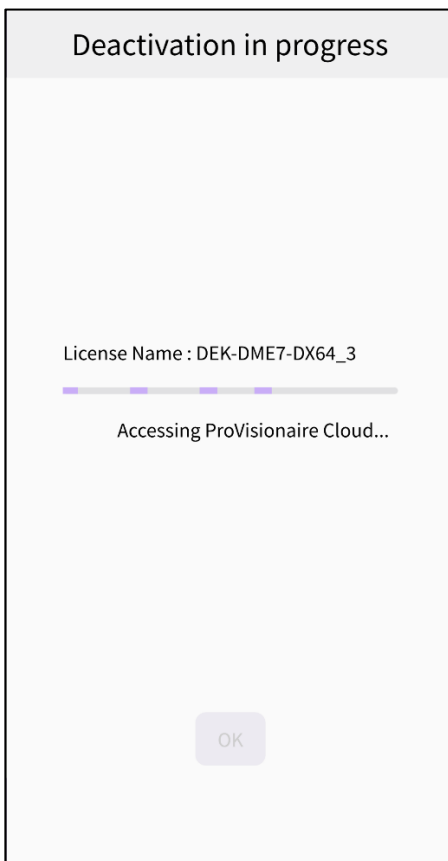 Deactivation in progress
License Name : DEK-DME7-DX64_3
Accessing ProVisionaire Cloud...
OK